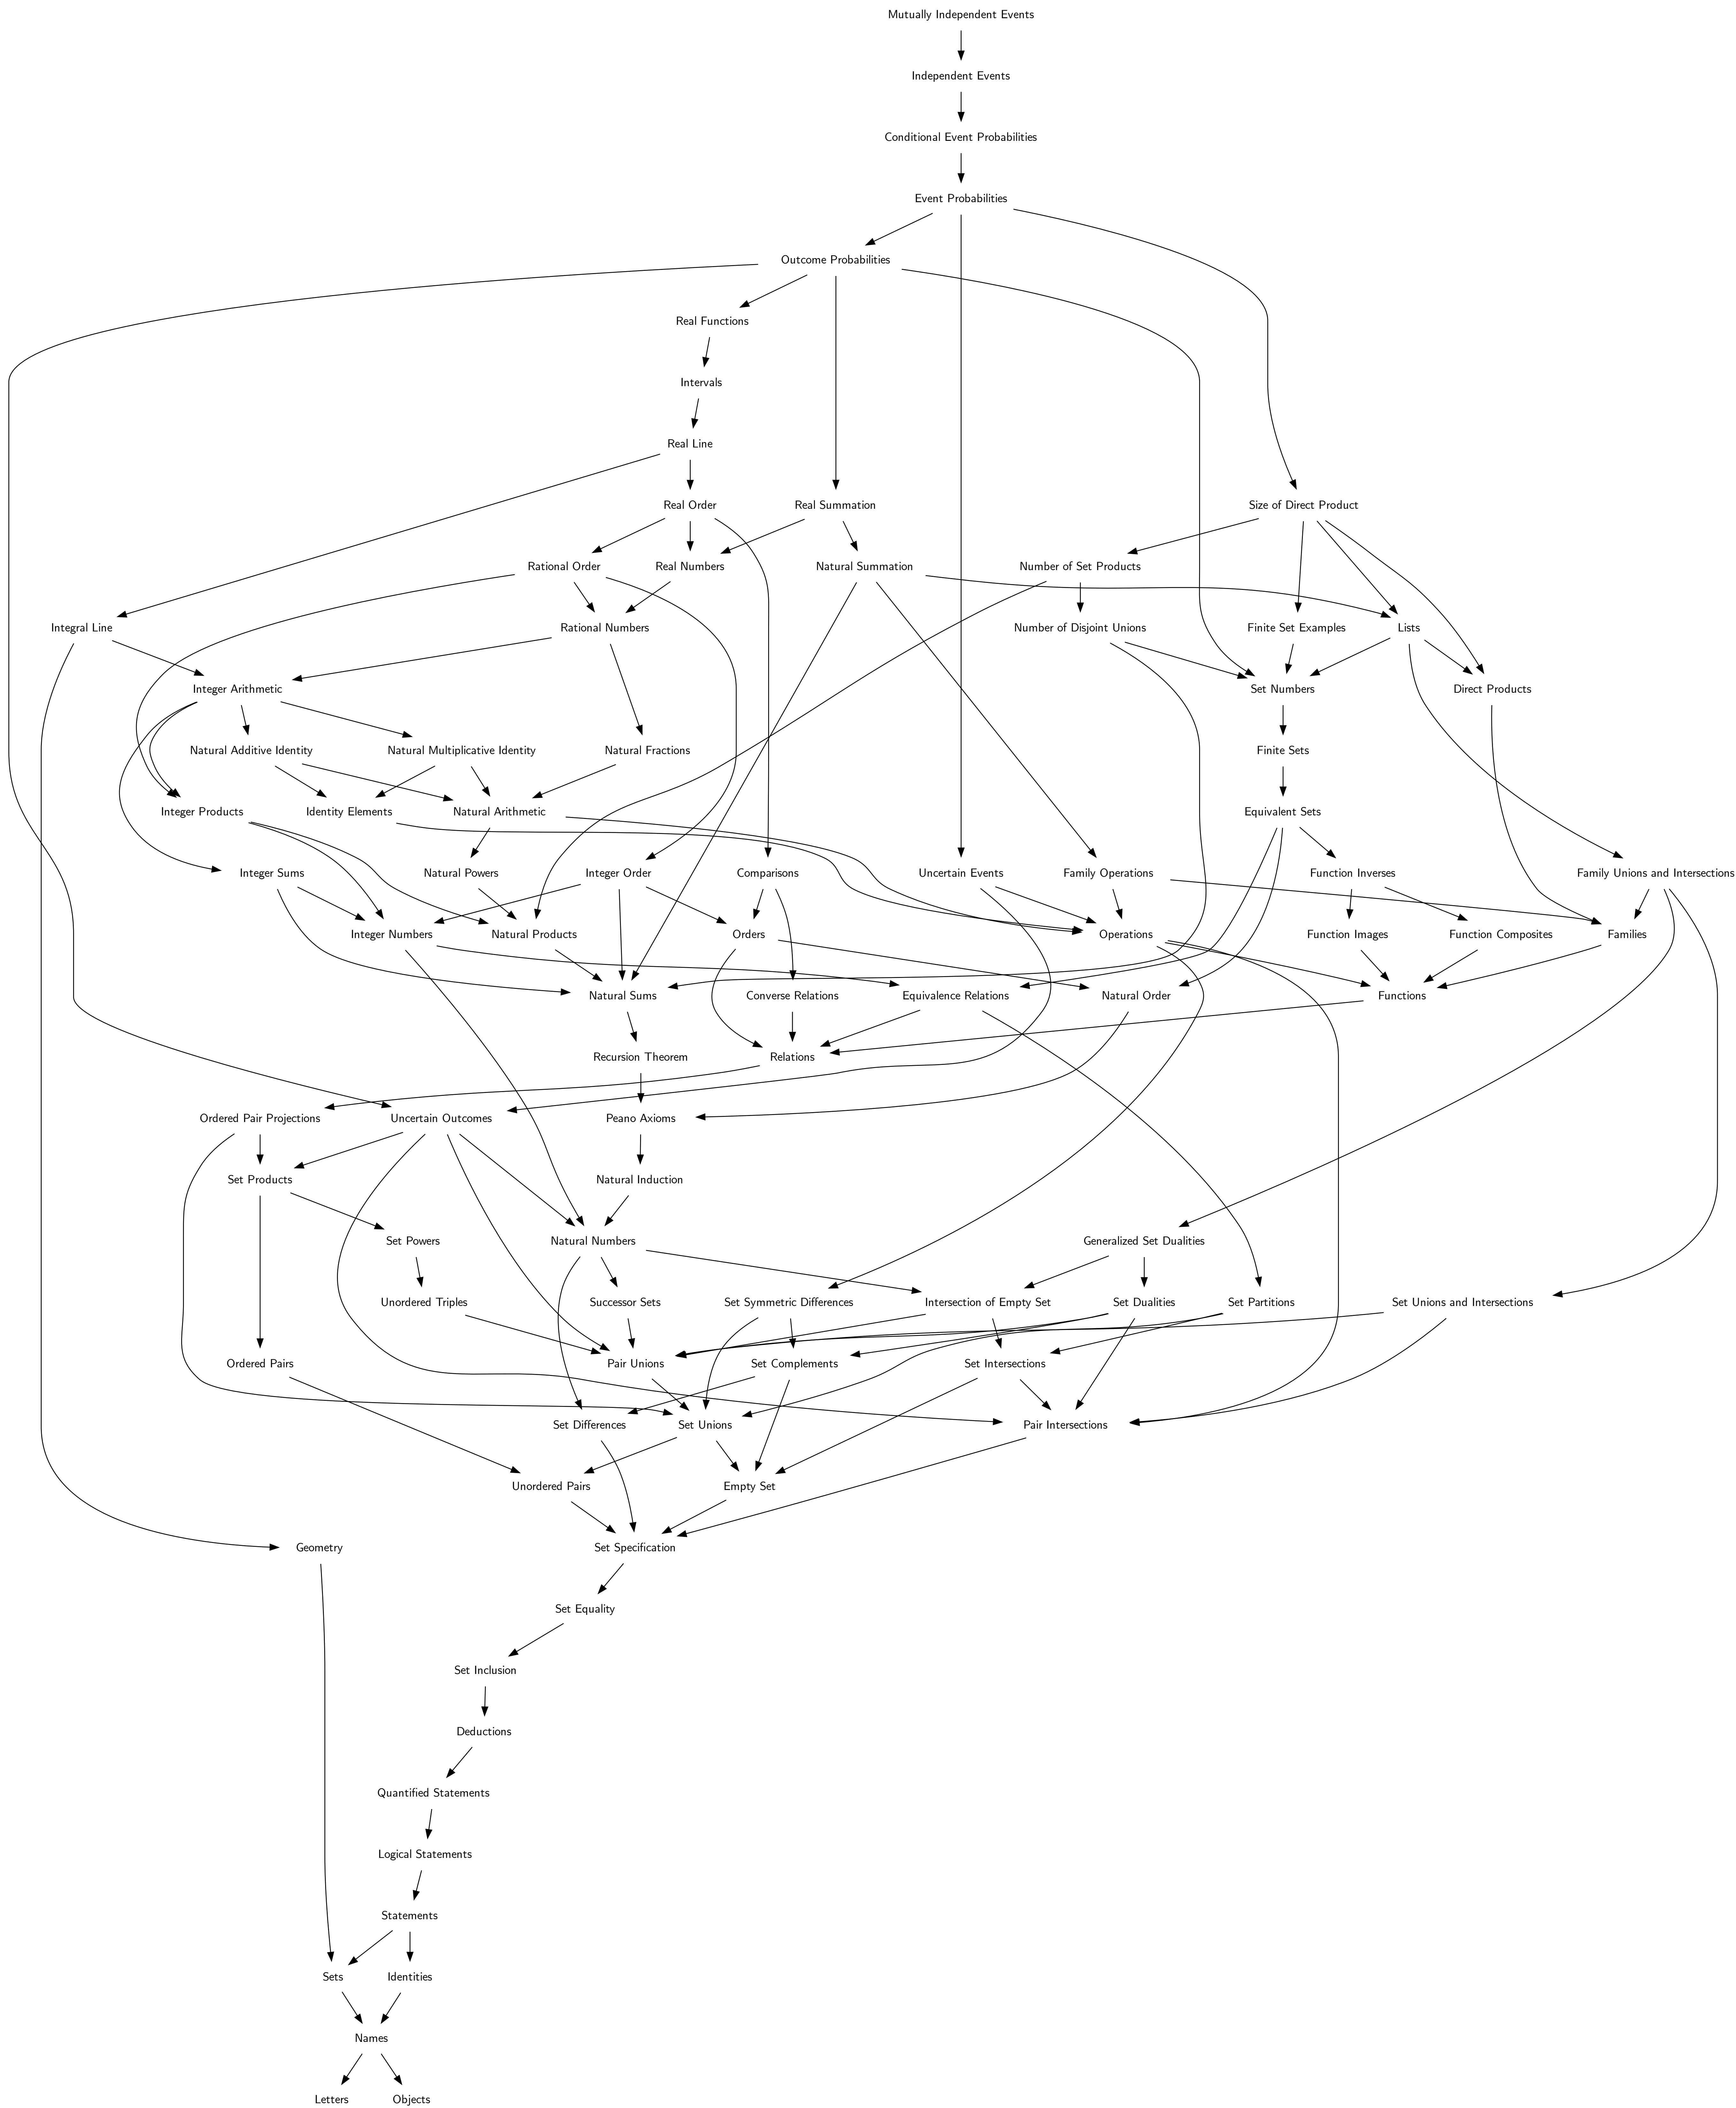 Mutually Independent Events
Independent Events
Conditional Event Probabilities
Event Probabilities
Outcome Probabilities
Real Functions
Intervals
Real Line
Real Order
Real Summation
Size of Direct Product
Rational Order
Real Numbers
Natural Summation
Number of Set Products
Integral Line
Rational Numbers
Number of Disjoint Unions
Finite Set Examples
Lists
Integer Arithmetic
Set Numbers
Direct Products
Natural Additive Identity
Natural Multiplicative Identity
Natural Fractions
Finite Sets
Integer Products
Identity Elements
Natural Arithmetic
Equivalent Sets
Integer Sums
Natural Powers
Integer Order
Comparisons
Uncertain Events
Family Operations
Function Inverses
Family Unions and Intersections
Integer Numbers
Natural Products
Orders
Operations
Function Images
Function Composites
Families
Natural Sums
Converse Relations
Equivalence Relations
Natural Order
Functions
Recursion Theorem
Relations
Ordered Pair Projections
Uncertain Outcomes
Peano Axioms
Set Products
Natural Induction
Set Powers
Natural Numbers
Generalized Set Dualities
Unordered Triples
Successor Sets
Set Symmetric Differences
Intersection of Empty Set
Set Dualities
Set Partitions
Set Unions and Intersections
Ordered Pairs
Pair Unions
Set Complements
Set Intersections
Set Differences
Set Unions
Pair Intersections
Unordered Pairs
Empty Set
Geometry
Set Specification
Set Equality
Set Inclusion
Deductions
Quantified Statements
Logical Statements
Statements
Sets
Identities
Names
Letters
Objects